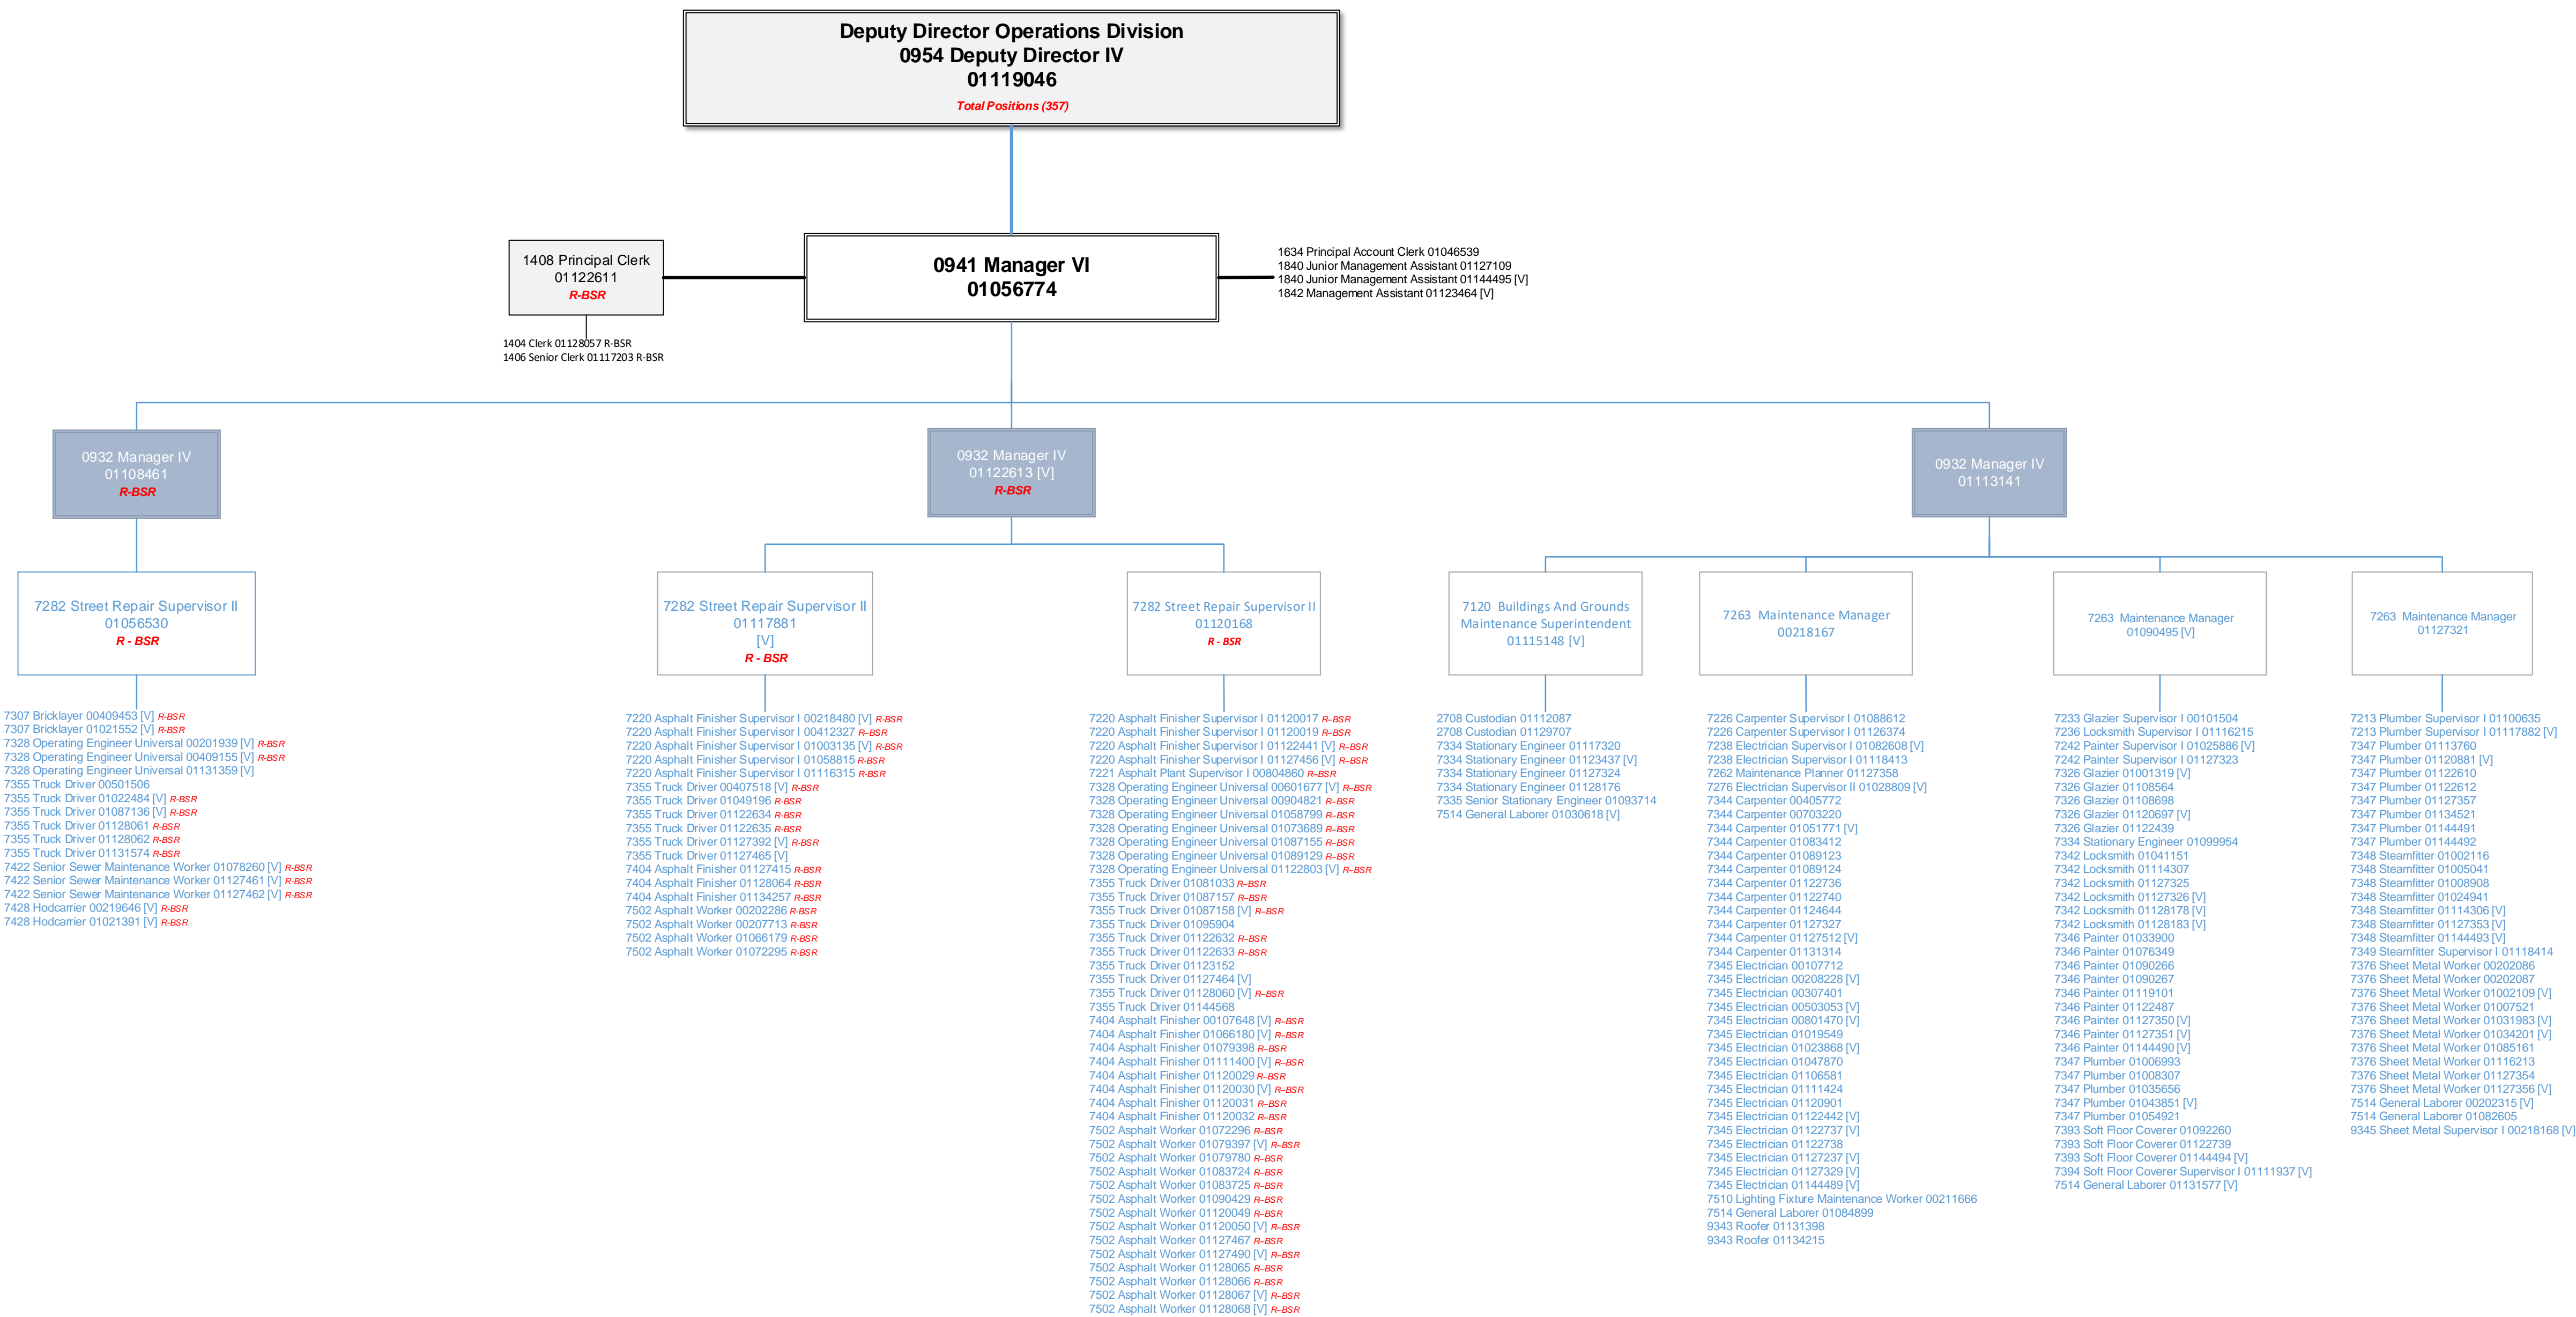 Deputy Director Operations Division
0954 Deputy Director IV
01119046
Total Positions (357)
1408 Principal Clerk
01122611
R-BSR
1404 Clerk 01128057 R-BSR
1406 Senior Clerk 01117203 R-BSR
0941 Manager VI
01056774
1634 Principal Account Clerk 01046539
1840 Junior Management Assistant 01127109
1840 Junior Management Assistant 01144495 [V]
1842 Management Assistant 01123464 [V]
0932 Manager IV
01108461
R-BSR
0932 Manager IV
01122613 [V]
R-BSR
0932 Manager IV
01113141
7282 Street Repair Supervisor II
01056530
R - BSR
7307 Bricklayer 00409453 [V] R-BSR
7307 Bricklayer 01021552 [V] R-BSR
7328 Operating Engineer Universal 00201939 [V] R-BSR
7328 Operating Engineer Universal 00409155 [V] R-BSR
7328 Operating Engineer Universal 01131359 [V]
7355 Truck Driver 00501506
7355 Truck Driver 01022484 [V] R-BSR
7355 Truck Driver 01087136 [V] R-BSR
7355 Truck Driver 01128061 R-BSR
7355 Truck Driver 01128062 R-BSR
7355 Truck Driver 01131574 R-BSR
7422 Senior Sewer Maintenance Worker 01078260 [V] R-BSR
7422 Senior Sewer Maintenance Worker 01127461 [V] R-BSR
7422 Senior Sewer Maintenance Worker 01127462 [V] R-BSR
7428 Hodcarrier 00219646 [V] R-BSR
7428 Hodcarrier 01021391 [V] R-BSR
7282 Street Repair Supervisor II
01117881
[V]
R - BSR
7220 Asphalt Finisher Supervisor I 00218480 [V] R-BSR
7220 Asphalt Finisher Supervisor I 00412327 R-BSR
7220 Asphalt Finisher Supervisor I 01003135 [V] R-BSR
7220 Asphalt Finisher Supervisor I 01058815 R-BSR
7220 Asphalt Finisher Supervisor I 01116315 R-BSR
7355 Truck Driver 00407518 [V] R-BSR
7355 Truck Driver 01049196 R-BSR
7355 Truck Driver 01122634 R-BSR
7355 Truck Driver 01122635 R-BSR
7355 Truck Driver 01127392 [V] R-BSR
7355 Truck Driver 01127465 [V]
7404 Asphalt Finisher 01127415 R-BSR
7404 Asphalt Finisher 01128064 R-BSR
7404 Asphalt Finisher 01134257 R-BSR
7502 Asphalt Worker 00202286 R-BSR
7502 Asphalt Worker 00207713 R-BSR
7502 Asphalt Worker 01066179 R-BSR
7502 Asphalt Worker 01072295 R-BSR
7282 Street Repair Supervisor II
01120168
R - BSR
7220 Asphalt Finisher Supervisor I 01120017 R–BSR
7220 Asphalt Finisher Supervisor I 01120019 R–BSR
7220 Asphalt Finisher Supervisor I 01122441 [V] R–BSR
7220 Asphalt Finisher Supervisor I 01127456 [V] R–BSR
7221 Asphalt Plant Supervisor I 00804860 R–BSR
7328 Operating Engineer Universal 00601677 [V] R–BSR
7328 Operating Engineer Universal 00904821 R–BSR
7328 Operating Engineer Universal 01058799 R–BSR
7328 Operating Engineer Universal 01073689 R–BSR
7328 Operating Engineer Universal 01087155 R–BSR
7328 Operating Engineer Universal 01089129 R–BSR
7328 Operating Engineer Universal 01122803 [V] R–BSR
7355 Truck Driver 01081033 R–BSR
7355 Truck Driver 01087157 R–BSR
7355 Truck Driver 01087158 [V] R–BSR
7355 Truck Driver 01095904
7355 Truck Driver 01122632 R–BSR
7355 Truck Driver 01122633 R–BSR
7355 Truck Driver 01123152
7355 Truck Driver 01127464 [V]
7355 Truck Driver 01128060 [V] R–BSR
7355 Truck Driver 01144568
7404 Asphalt Finisher 00107648 [V] R–BSR
7404 Asphalt Finisher 01066180 [V] R–BSR
7404 Asphalt Finisher 01079398 R–BSR
7404 Asphalt Finisher 01111400 [V] R–BSR
7404 Asphalt Finisher 01120029 R–BSR
7404 Asphalt Finisher 01120030 [V] R–BSR
7404 Asphalt Finisher 01120031 R–BSR
7404 Asphalt Finisher 01120032 R–BSR
7502 Asphalt Worker 01072296 R–BSR
7502 Asphalt Worker 01079397 [V] R–BSR
7502 Asphalt Worker 01079780 R–BSR
7502 Asphalt Worker 01083724 R–BSR
7502 Asphalt Worker 01083725 R–BSR
7502 Asphalt Worker 01090429 R–BSR
7502 Asphalt Worker 01120049 R–BSR
7502 Asphalt Worker 01120050 [V] R–BSR
7502 Asphalt Worker 01127467 R–BSR
7502 Asphalt Worker 01127490 [V] R–BSR
7502 Asphalt Worker 01128065 R–BSR
7502 Asphalt Worker 01128066 R–BSR
7502 Asphalt Worker 01128067 [V] R–BSR
7502 Asphalt Worker 01128068 [V] R–BSR
7120 Buildings And Grounds
Maintenance Superintendent
01115148 [V]
2708 Custodian 01112087
2708 Custodian 01129707
7334 Stationary Engineer 01117320
7334 Stationary Engineer 01123437 [V]
7334 Stationary Engineer 01127324
7334 Stationary Engineer 01128176
7335 Senior Stationary Engineer 01093714
7514 General Laborer 01030618 [V]
7263 Maintenance Manager
00218167
7226 Carpenter Supervisor I 01088612
7226 Carpenter Supervisor I 01126374
7238 Electrician Supervisor I 01082608 [V]
7238 Electrician Supervisor I 01118413
7262 Maintenance Planner 01127358
7276 Electrician Supervisor II 01028809 [V]
7344 Carpenter 00405772
7344 Carpenter 00703220
7344 Carpenter 01051771 [V]
7344 Carpenter 01083412
7344 Carpenter 01089123
7344 Carpenter 01089124
7344 Carpenter 01122736
7344 Carpenter 01122740
7344 Carpenter 01124644
7344 Carpenter 01127327
7344 Carpenter 01127512 [V]
7344 Carpenter 01131314
7345 Electrician 00107712
7345 Electrician 00208228 [V]
7345 Electrician 00307401
7345 Electrician 00503053 [V]
7345 Electrician 00801470 [V]
7345 Electrician 01019549
7345 Electrician 01023868 [V]
7345 Electrician 01047870
7345 Electrician 01106581
7345 Electrician 01111424
7345 Electrician 01120901
7345 Electrician 01122442 [V]
7345 Electrician 01122737 [V]
7345 Electrician 01122738
7345 Electrician 01127237 [V]
7345 Electrician 01127329 [V]
7345 Electrician 01144489 [V]
7510 Lighting Fixture Maintenance Worker 00211666
7514 General Laborer 01084899
9343 Roofer 01131398
9343 Roofer 01134215
7263 Maintenance Manager
01090495 [V]
7233 Glazier Supervisor I 00101504
7236 Locksmith Supervisor I 01116215
7242 Painter Supervisor I 01025886 [V]
7242 Painter Supervisor I 01127323
7326 Glazier 01001319 [V]
7326 Glazier 01108564
7326 Glazier 01108698
7326 Glazier 01120697 [V]
7326 Glazier 01122439
7334 Stationary Engineer 01099954
7342 Locksmith 01041151
7342 Locksmith 01114307
7342 Locksmith 01127325
7342 Locksmith 01127326 [V]
7342 Locksmith 01128178 [V]
7342 Locksmith 01128183 [V]
7346 Painter 01033900
7346 Painter 01076349
7346 Painter 01090266
7346 Painter 01090267
7346 Painter 01119101
7346 Painter 01122487
7346 Painter 01127350 [V]
7346 Painter 01127351 [V]
7346 Painter 01144490 [V]
7347 Plumber 01006993
7347 Plumber 01008307
7347 Plumber 01035656
7347 Plumber 01043851 [V]
7347 Plumber 01054921
7393 Soft Floor Coverer 01092260
7393 Soft Floor Coverer 01122739
7393 Soft Floor Coverer 01144494 [V]
7394 Soft Floor Coverer Supervisor I 01111937 [V]
7514 General Laborer 01131577 [V]
7263 Maintenance Manager
01127321
7213 Plumber Supervisor I 01100635
7213 Plumber Supervisor I 01117882 [V]
7347 Plumber 01113760
7347 Plumber 01120881 [V]
7347 Plumber 01122610
7347 Plumber 01122612
7347 Plumber 01127357
7347 Plumber 01134521
7347 Plumber 01144491
7347 Plumber 01144492
7348 Steamfitter 01002116
7348 Steamfitter 01005041
7348 Steamfitter 01008908
7348 Steamfitter 01024941
7348 Steamfitter 01114306 [V]
7348 Steamfitter 01127353 [V]
7348 Steamfitter 01144493 [V]
7349 Steamfitter Supervisor I 01118414
7376 Sheet Metal Worker 00202086
7376 Sheet Metal Worker 00202087
7376 Sheet Metal Worker 01002109 [V]
7376 Sheet Metal Worker 01007521
7376 Sheet Metal Worker 01031983 [V]
7376 Sheet Metal Worker 01034201 [V]
7376 Sheet Metal Worker 01085161
7376 Sheet Metal Worker 01116213
7376 Sheet Metal Worker 01127354
7376 Sheet Metal Worker 01127356 [V]
7514 General Laborer 00202315 [V]
7514 General Laborer 01082605
9345 Sheet Metal Supervisor I 00218168 [V]